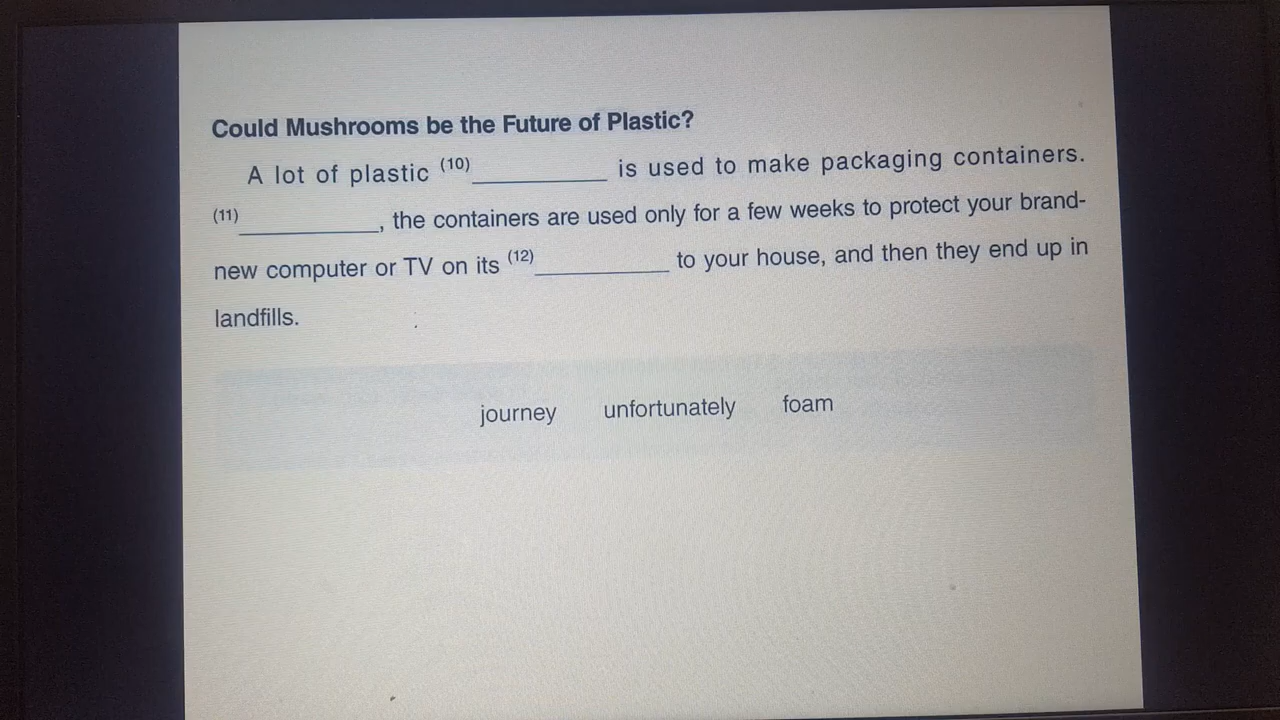 Could Mushrooms be the Future of Plastic?
A lot of plastic (10)__________ is used to make packaging containers.
(11)__________, the containers are used only for a few weeks to protect your brand-
new computer or TV on its (12)__________ to your house, and then they end up in
landfills.
journey unfortunately foam